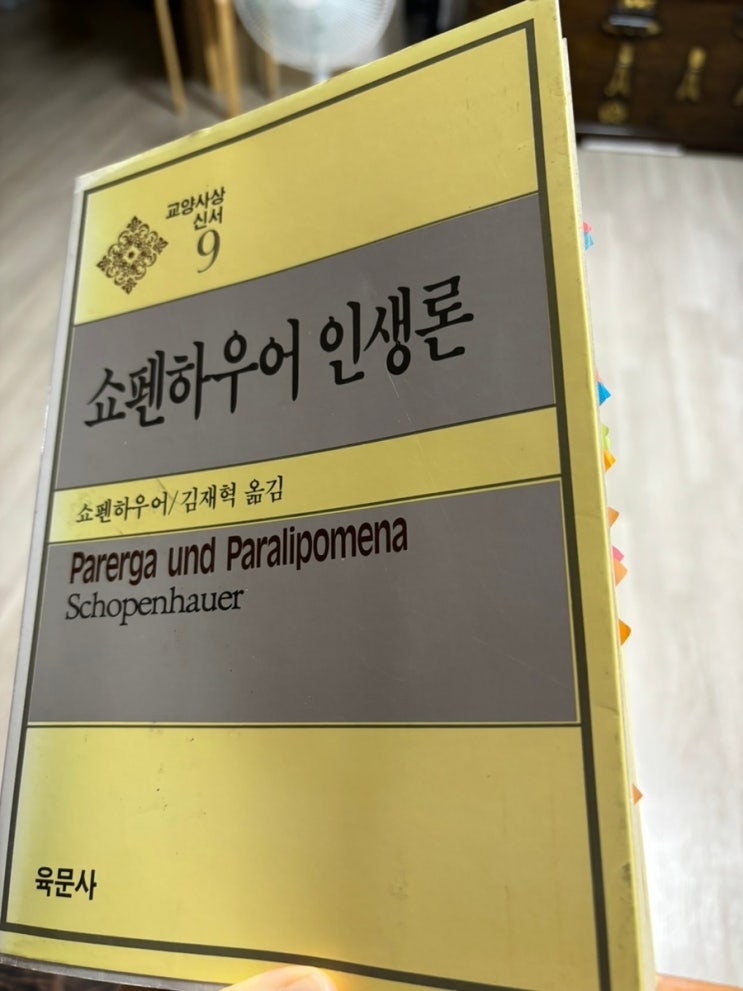 교양사상
신서
9
쇼펜하우어 인생론
쇼펜하우어/김재혁 옮김
Parerga und Paralipomena
Schopenhauer
육문사